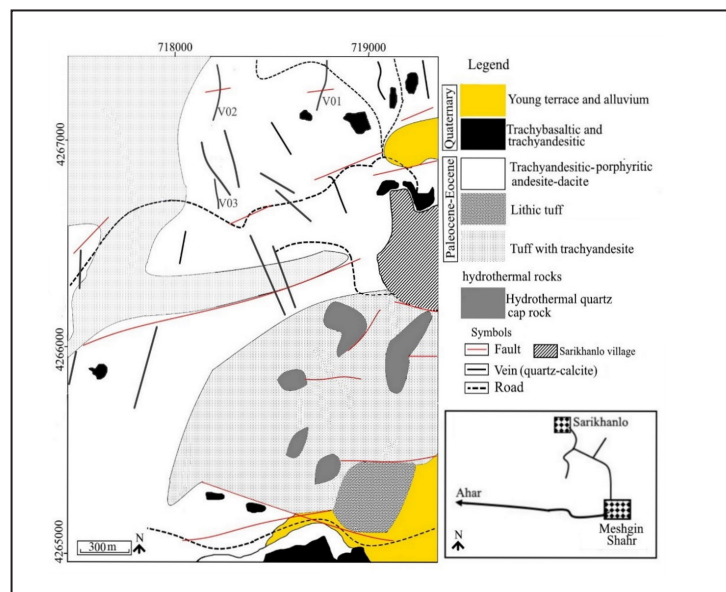 718000
719000
Legend
V02
V01
4267000
Quaternary
Young terrace and alluvium
Trachybasaltic and
trachyandesitic
V03
Paleocene-Eocene
Trachyandesitic-porphyritic
andesite-dacite
Lithic tuff
Tuff with trachyandesite
hydrothermal rocks
Hydrothermal quartz
cap rock
Symbols
4266000
Fault
Sarikhanlo village
Vein (quartz-calcite)
Road
Sarikhanlo
Ahar
Meshgin
Shahr
N
4265000
300m
N